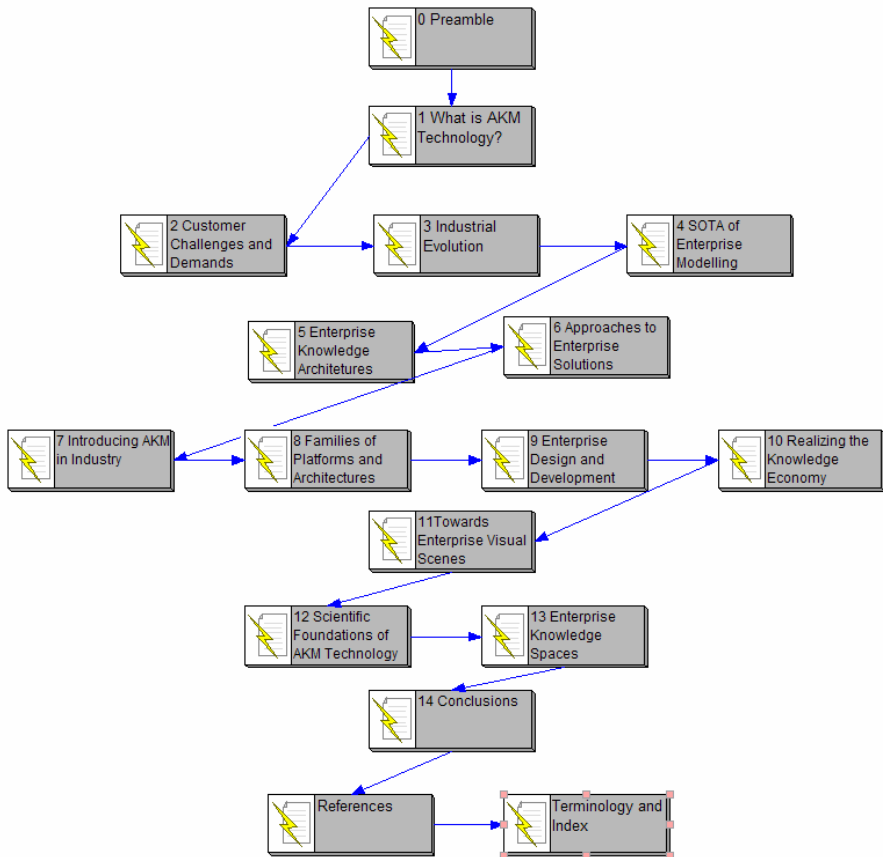 0 Preamble
1 What is AKM
Technology?
2 Customer
Challenges and
Demands
3 Industrial
Evolution
4 SOTA of
Enterprise
Modelling
5 Enterprise
Knowledge
Architetures
6 Approaches to
Enterprise
Solutions
7 Introducing AKM
in Industry
8 Families of
Platforms and
Architectures
9 Enterprise
Design and
Development
10 Realizing the
Knowledge
Economy
11Towards
Enterprise Visual
Scenes
12 Scientific
Foundations of
AKM Technology
13 Enterprise
Knowledge
Spaces
14 Conclusions
References
Terminology and
Index